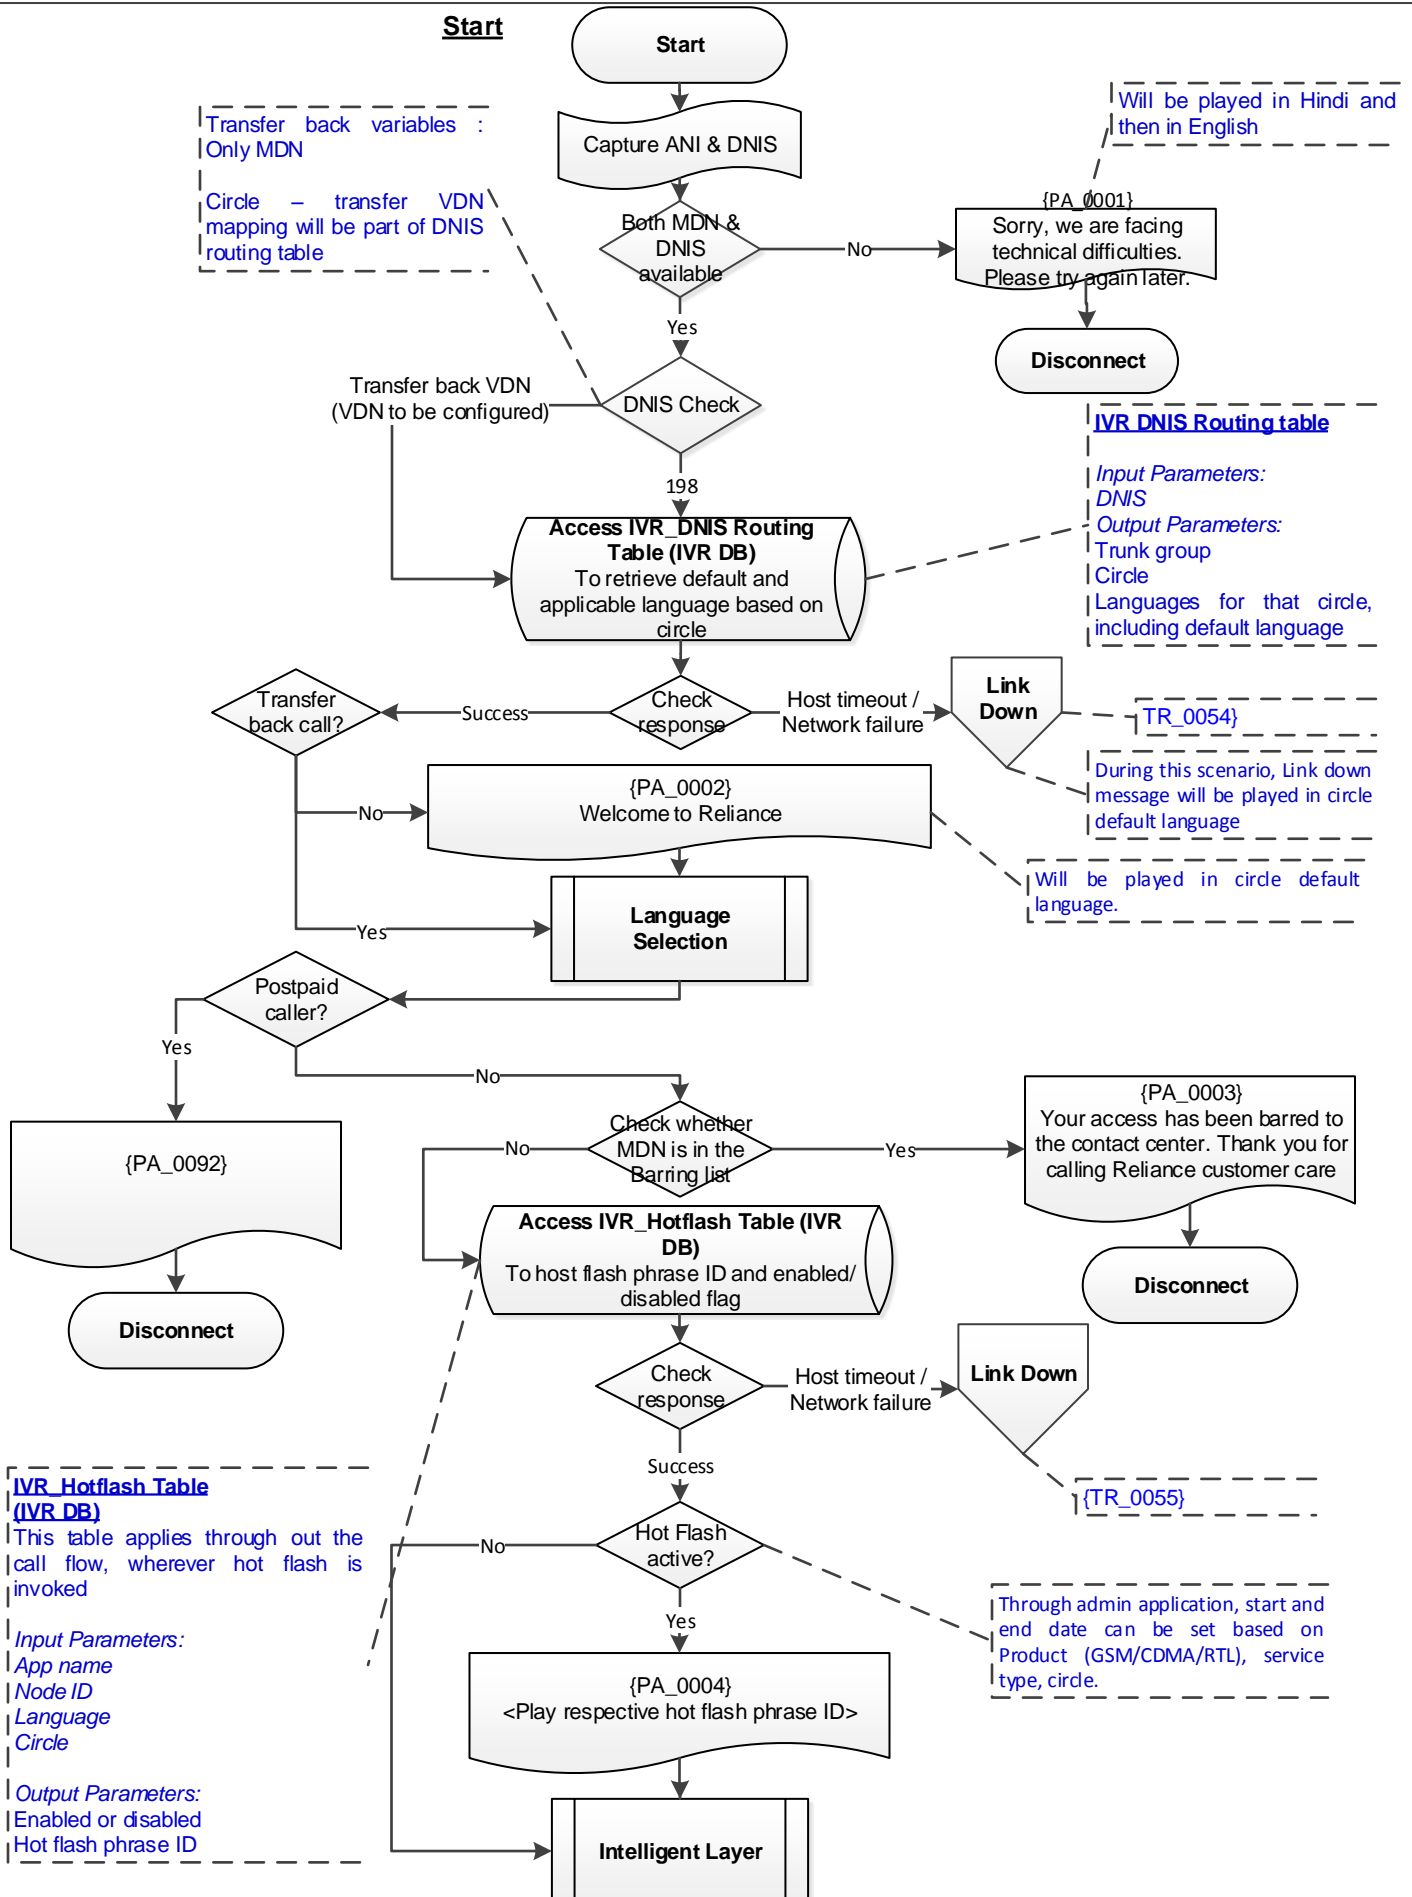 Start
Start
Capture ANI & DNIS
Transfer back variables :
Only MDN
Circle – transfer VDN
mapping will be part of DNIS
routing table
Will be played in Hindi and
then in English
Both MDN &
DNIS
available
No
{PA_0001}
Sorry, we are facing
technical difficulties.
Please try again later.
Yes
Disconnect
DNIS Check
Transfer back VDN
(VDN to be configured)
198
IVR DNIS Routing table
Input Parameters:
DNIS
Output Parameters:
Trunk group
Circle
Languages for that circle,
including default language
Access IVR_DNIS Routing
Table (IVR DB)
To retrieve default and
applicable language based on
circle
Transfer
back call?
Success
Check
response
Host timeout /
Network failure
Link
Down
TR_0054}
During this scenario, Link down
message will be played in circle
default language
No
{PA_0002}
Welcome to Reliance
Will be played in circle default
language.
Yes
Language
Selection
Postpaid
caller?
Yes
No
{PA_0092}
Disconnect
No
Check whether
MDN is in the
Barring list
Yes
{PA_0003}
Your access has been barred to
the contact center. Thank you for
calling Reliance customer care
Disconnect
Access IVR_Hotflash Table (IVR
DB)
To host flash phrase ID and enabled/
disabled flag
Check
response
Host timeout /
Network failure
Link Down
{TR_0055}
Success
IVR_Hotflash Table
(IVR DB)
This table applies through out the
call flow, wherever hot flash is
invoked
Input Parameters:
App name
Node ID
Language
Circle
Output Parameters:
Enabled or disabled
Hot flash phrase ID
No
Hot Flash
active?
Yes
Through admin application, start and
end date can be set based on
Product (GSM/CDMA/RTL), service
type, circle.
{PA_0004}
<Play respective hot flash phrase ID>
Intelligent Layer